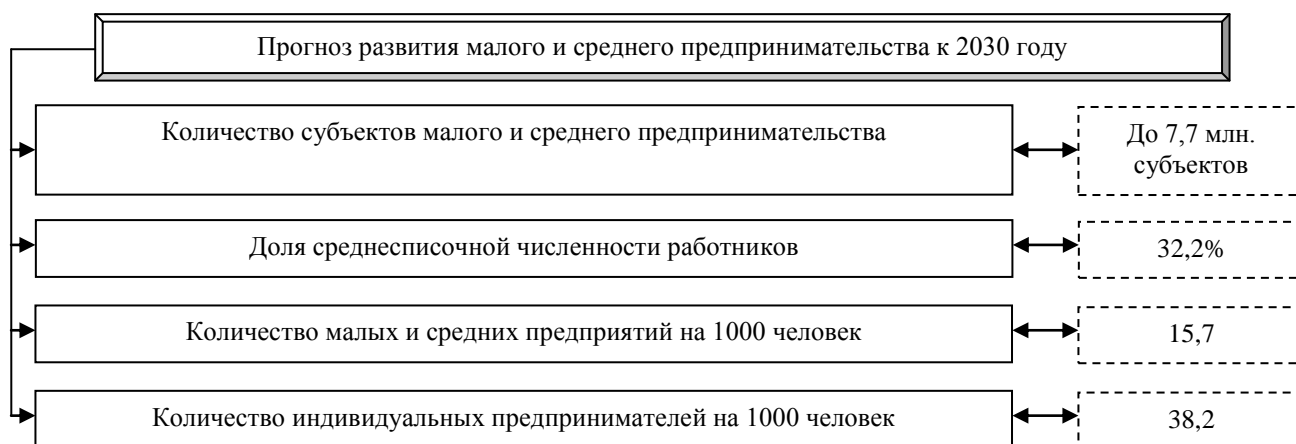 Прогноз развития малого и среднего предпринимательства к 2030 году
Количество субъектов малого и среднего предпринимательства
До 7,7 млн.
субъектов
Доля среднесписочной численности работников
32,2%
Количество малых и средних предприятий на 1000 человек
15,7
Количество индивидуальных предпринимателей на 1000 человек
38,2